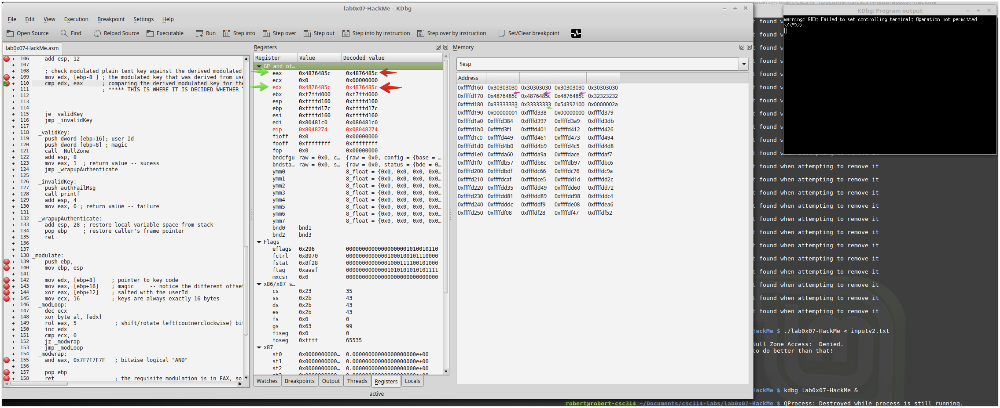 lab0x07-HackMe – KDbg
File Edit View Execution Breakpoint Settings Help
Open Source Find Reload Source Executable Run Step into Step over Step out Step into by instruction Step over by instruction Set/Clear breakpoint
lab0x07-HackMe.asm
106 add esp, 12
107
108 ; check modulated plain text key against the derived modulated
109 mov edx, [ebp-8 ] ; the modulated key that was derived from use
110 cmp edx, eax ; comparing the derived modulated key for the
111 ; ***** THIS IS WHERE IT IS DECIDED WHETHER T
112
113
114
115 je _validKey
116 jmp _invalidKey
117
118 _validKey:
119 push dword [ebp+16]; user Id
120 push dword [ebp+8] ; magic
121 call _NullZone
122 add esp, 8
123 mov eax, 1 ; return value -- sucess
124 jmp _wrapupAuthenticate
125
126 _invalidKey:
127 push authFailMsg
128 call printf
129 add esp, 4
130 mov eax, 0 ; return value -- failure
131
132 _wrapupAuthenticate:
133 add esp, 28 ; restore local variable space from stack
134 pop ebp ; restore caller's frame pointer
135 ret
136
137
138 _modulate:
139 push ebp,
140 mov ebp, esp
141
142 mov edx, [ebp+8] ; pointer to key code
143 mov eax, [ebp+16] ; magic -- notice the different offset
144 xor eax, [ebp+12] ; salted with the userId
145 mov ecx, 16 ; keys are always exactly 16 bytes
146 _modLoop:
147 dec ecx
148 xor byte al, [edx]
149 rol eax, 5 ; shift/rotate left(coutnerclockwise) bi
150 inc edx
151 cmp ecx, 0
152 jz _modwrap
153 jmp _modLoop
154 _modwrap:
155 and eax, 0x7F7F7F7F ; bitwise logical "AND"
156
157 pop ebp
158 ret ; the requisite modulation is in EAX, so
Registers
Register Value Decoded value
GP and ot...
eax 0x4876485c 0x4876485c
ecx 0x0 0x00000000
edx 0x4876485c 0x4876485c
ebx 0xf7ffd000 0xf7ffd000
esp 0xffffd160 0xffffd160
ebp 0xffffd17c 0xffffd17c
esi 0xffffd160 0xffffd160
edi 0x80481c0 0x080481c0
eip 0x8048274 0x08048274
fioff 0x0 0x00000000
fooff 0xffffffff 0xffffffff
fop 0x0 0x00000000
bndcfgu raw = 0x0, c... {raw = 0x0, config = {base = ...
bndsta... raw = 0x0, s... {raw = 0x0, status = {bde = 0...
ymm0 8_float = {0x0, 0x0, 0x0, 0x0...
ymm1 8_float = {0x0, 0x0, 0x0, 0x0...
ymm2 8_float = {0x0, 0x0, 0x0, 0x0...
ymm3 8_float = {0x0, 0x0, 0x0, 0x0...
ymm4 8_float = {0x0, 0x0, 0x0, 0x0...
ymm5 8_float = {0x0, 0x0, 0x0, 0x0...
ymm6 8_float = {0x0, 0x0, 0x0, 0x0...
ymm7 8_float = {0x0, 0x0, 0x0, 0x0...
bnd0 bnd1
bnd2 bnd3
Flags
eflags 0x296 00000000000000000001010010110
fctrl 0x8970 00000000000001000100101110000
fstat 0x8f28 00000000000001000111100101000
ftag 0xaaaf 00000000000001010101010101111
mxcsr 0x0 00000000000000000000000000000
x86/x87 s...
cs 0x23 35
ss 0x2b 43
ds 0x2b 43
es 0x2b 43
fs 0x0 0
gs 0x63 99
fiseg 0x0 0
foseg 0xffff 65535
x87
st0 0x0000000000... 0.00000000000000000000e+00
st1 0x0000000000... 0.00000000000000000000e+00
st2 0x0000000000... 0.00000000000000000000e+00
Watches Breakpoints Output Threads Registers Locals
active
Memory
$esp
Address
0xffffd160 0x30303030 0x30303030 0x30303030 0x30303030
0xffffd170 0x4876485c 0x4876485c 0x4876485c 0x32323232
0xffffd180 0x33333333 0x33333333 0x54392100 0x0000002a
0xffffd190 0x00000001 0xffffd338 0x00000000 0xffffd379
0xffffd1a0 0xffffd384 0xffffd397 0xffffd3a9 0xffffd3db
0xffffd1b0 0xffffd3f1 0xffffd401 0xffffd412 0xffffd426
0xffffd1c0 0xffffd449 0xffffd461 0xffffd473 0xffffd494
0xffffd1d0 0xffffd4b0 0xffffd4b9 0xffffd4c5 0xffffd4d8
0xffffd1e0 0xffffda60 0xffffda9a 0xffffdace 0xffffdaf7
0xffffd1f0 0xffffdb57 0xffffdb8c 0xffffdb97 0xffffdbc6
0xffffd200 0xffffdbdf 0xffffdc66 0xffffdc76 0xffffdc9a
0xffffd210 0xffffdcaf 0xffffdce5 0xffffdd1d 0xffffdd2c
0xffffd220 0xffffdd35 0xffffdd49 0xffffdd60 0xffffdd72
0xffffd230 0xffffdd81 0xffffdd89 0xffffdd98 0xffffddc4
0xffffd240 0xffffdddc 0xffffddf9 0xffffde08 0xffffdea6
0xffffd250 0xffffdf08 0xffffdf28 0xffffdf47 0xffffdf52
KDbg: Program output
warning: GDB: Failed to set controlling terminal: Operation not permitted
<<<*>>>
t found when attempting to remove it
t found when attempting to remove it
t found when attempting to remove it
t found when attempting to remove it
t found when attempting to remove it
t found when attempting to remove it
t found when attempting to remove it
t found when attempting to remove it
t found when attempting to remove it
t found when attempting to remove it
t found when attempting to remove it
t found when attempting to remove it
HackMe $ ./lab0x07-HackMe < inputv2.txt
Null Zone Access: Denied.
to do better than that!
HackMe $ kdbg lab0x07-HackMe &
robert@robert-csc314 ~/Documents/csc314-labs/lab0x07-HackMe $ QProcess: Destroyed while process is still running.